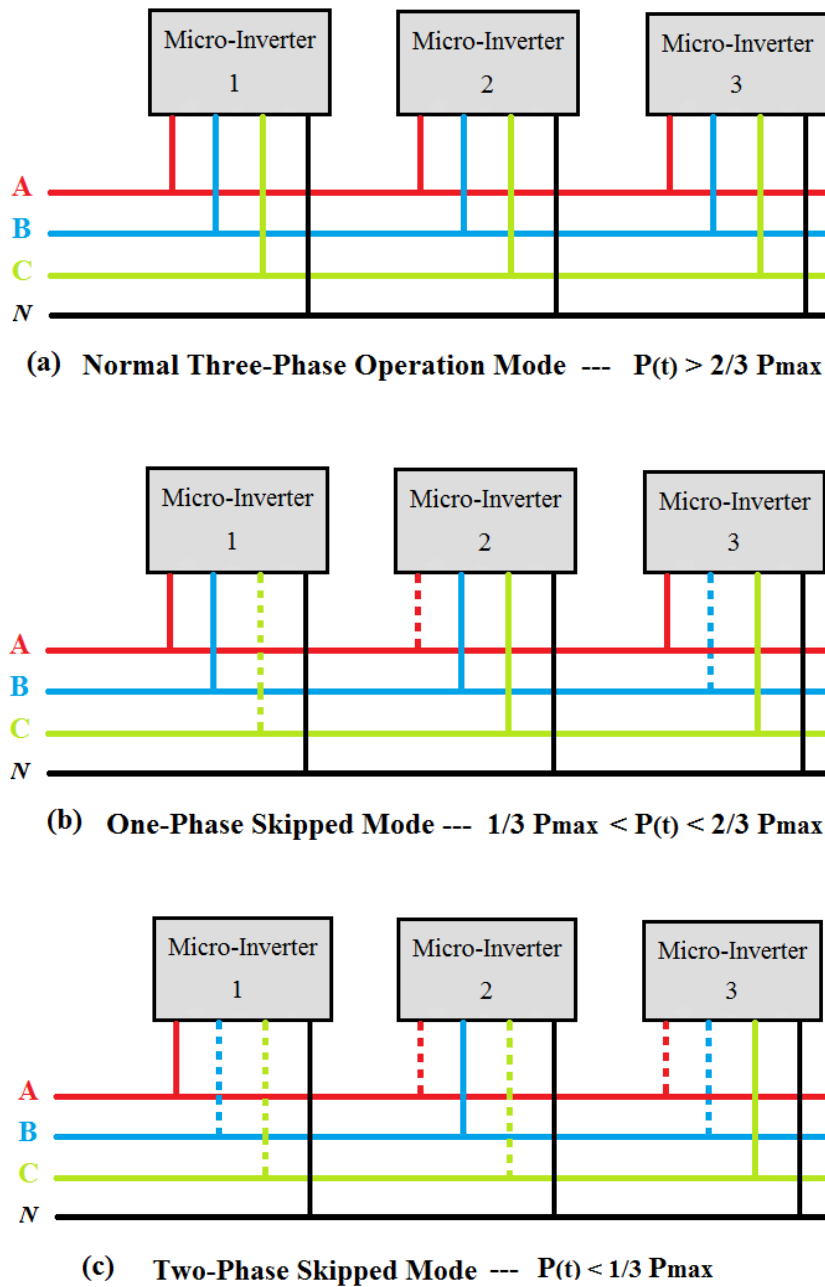 Micro-Inverter Micro-Inverter Micro-Inverter
1 2 3
A
B
C
N
(a) Normal Three-Phase Operation Mode --- P(t) > 2/3 Pmax
Micro-Inverter Micro-Inverter Micro-Inverter
1 2 3
A
B
C
N
(b) One-Phase Skipped Mode --- 1/3 Pmax < P(t) < 2/3 Pmax
Micro-Inverter Micro-Inverter Micro-Inverter
1 2 3
A
B
C
N
(c) Two-Phase Skipped Mode --- P(t) < 1/3 Pmax